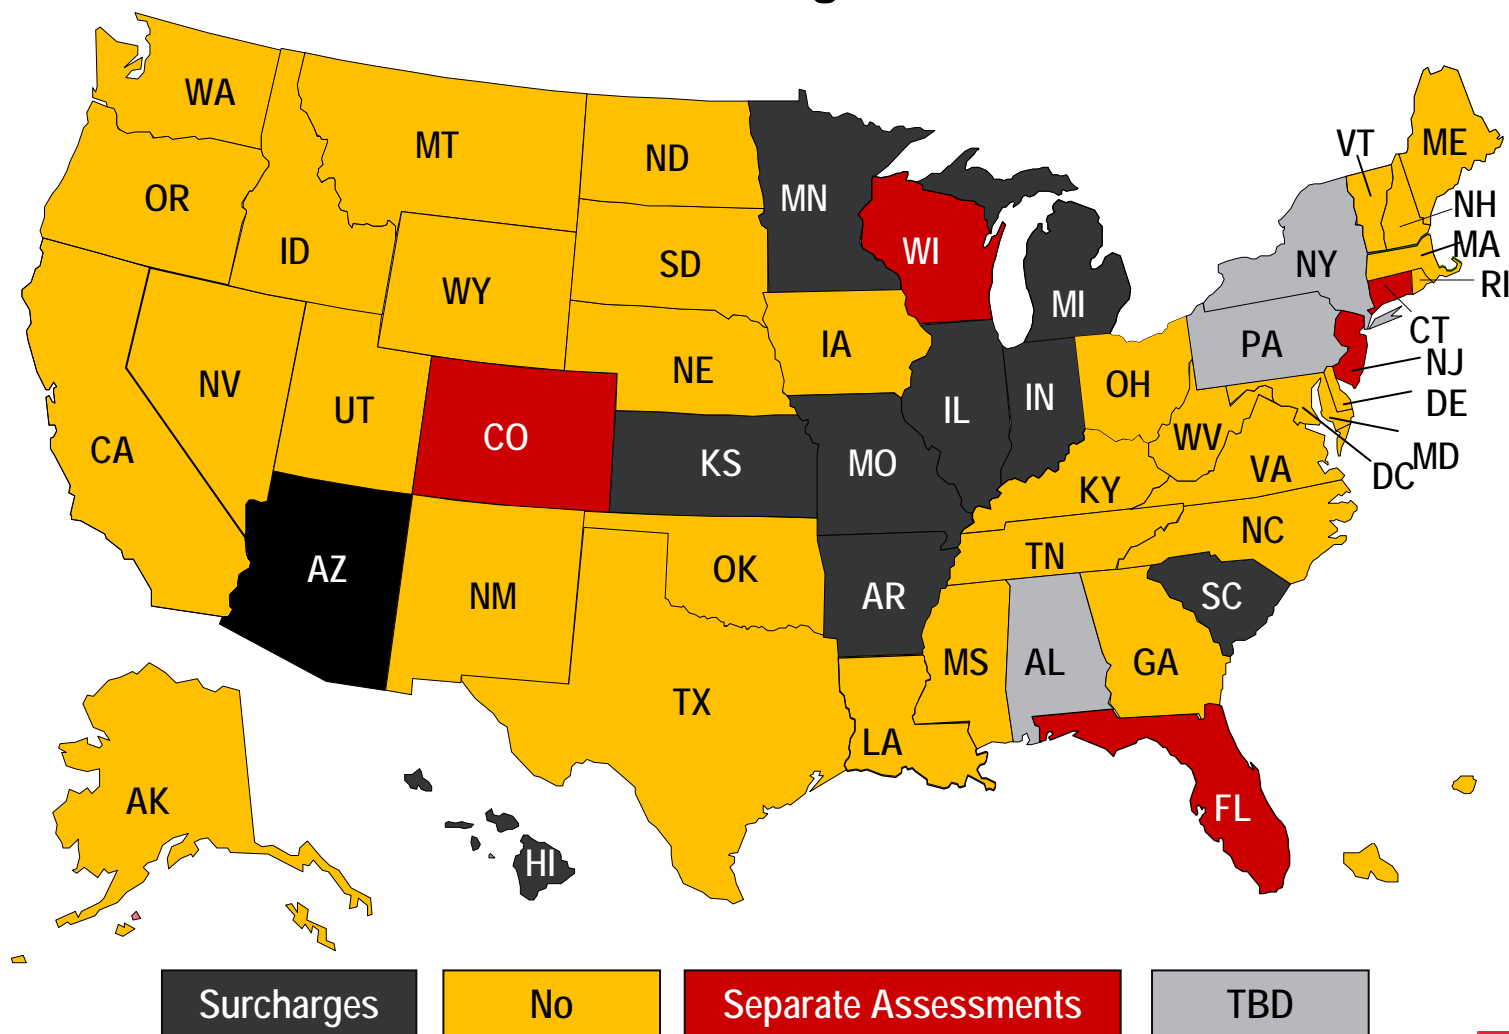 WA
MT
ND
MN
VT
ME
OR
ID
WY
SD
WI
MI
NY
NH
MA
RI
CT
NV
UT
CO
NE
IA
IL
IN
OH
PA
NJ
DE
CA
KS
MO
WV
VA
DC
MD
KY
AZ
NM
OK
AR
TN
NC
SC
TX
LA
MS
AL
GA
AK
HI
FL
Surcharges
No
Separate Assessments
TBD